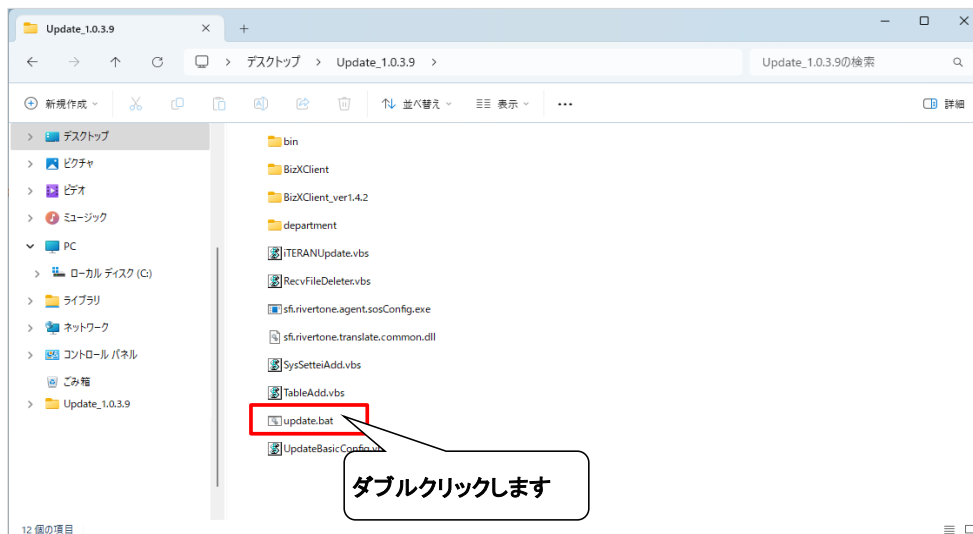 Update_1.0.3.9
デスクトップ > Update_1.0.3.9 >
Update_1.0.3.9の検索
新規作成
並べ替え
表示
詳細
デスクトップ
ピクチャ
ビデオ
ミュージック
PC
ローカル ディスク (C:)
ライブラリ
ネットワーク
コントロール パネル
ごみ箱
Update_1.0.3.9
bin
BizXClient
BizXClient_ver1.4.2
department
iTERANUpdate.vbs
RecvFileDeleter.vbs
sfi.rivertone.agent.sosConfig.exe
sfi.rivertone.translate.common.dll
SysSetteiAdd.vbs
TableAdd.vbs
update.bat
UpdateBasicConfig.vb
ダブルクリックします
12 個の項目